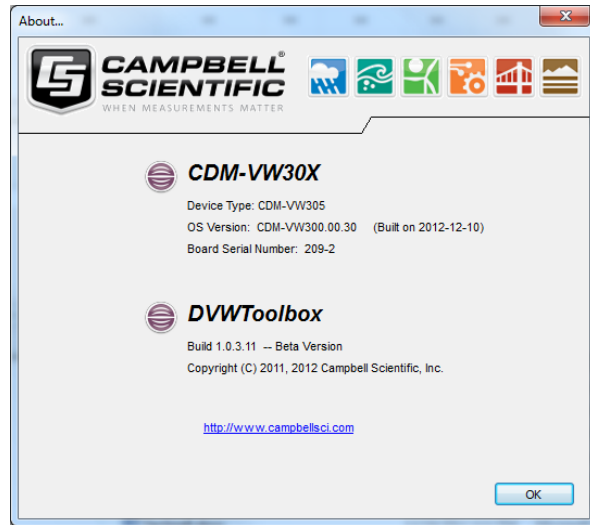 About...
CAMPBELL®
SCIENTIFIC
WHEN MEASUREMENTS MATTER
CDM-VW30X
Device Type: CDM-VW305
OS Version: CDM-VW300.00.30 (Built on 2012-12-10)
Board Serial Number: 209-2
DVWToolbox
Build 1.0.3.11 -- Beta Version
Copyright (C) 2011, 2012 Campbell Scientific, Inc.
http://www.campbellsci.com
OK